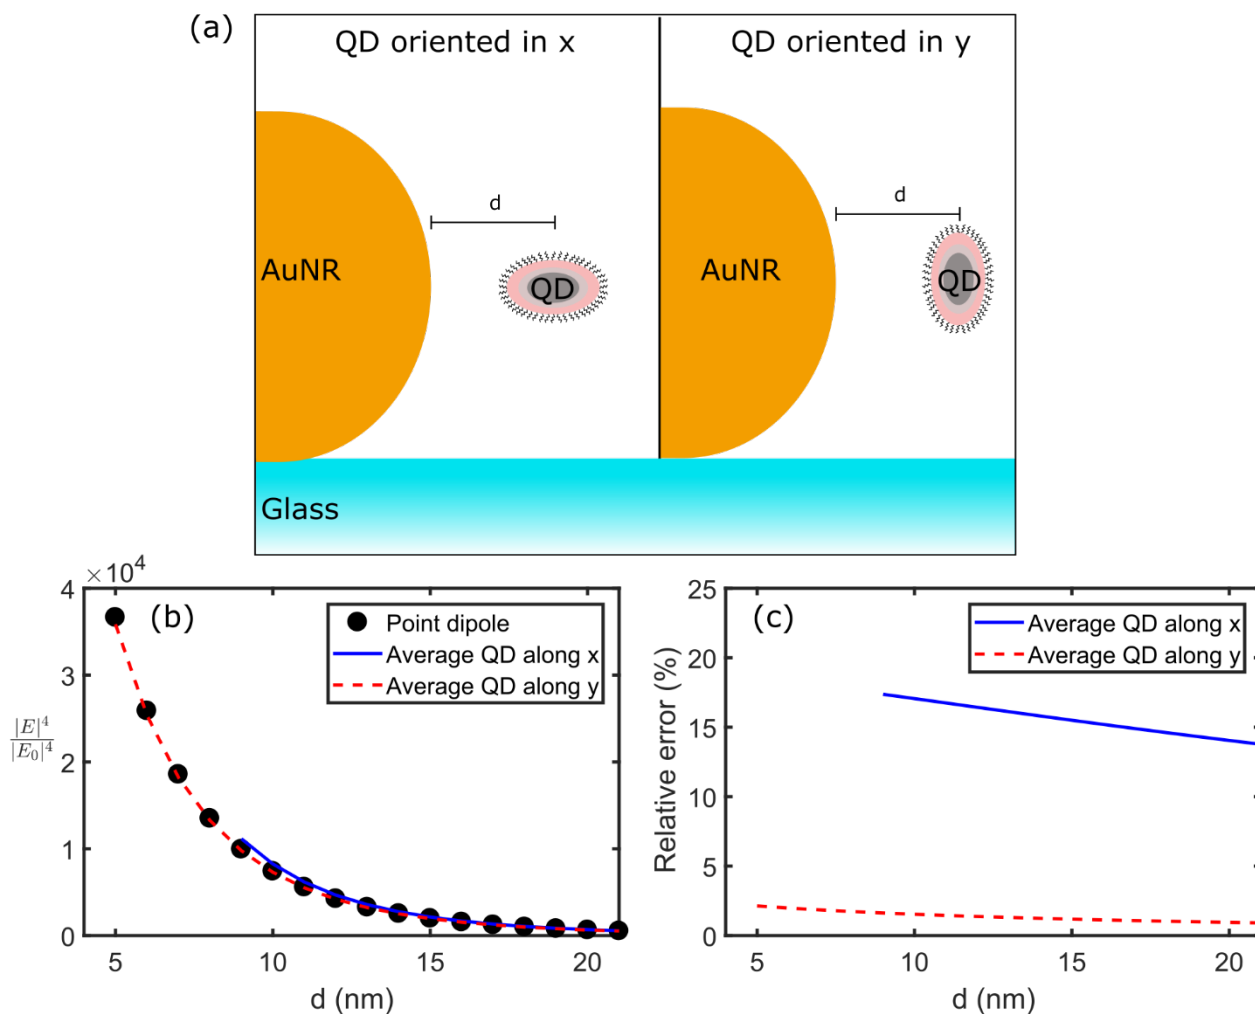 (a)
QD oriented in x
QD oriented in y
d
d
AuNR
QD
AuNR
QD
Glass
×10⁴
4
3
2
1
0
|E|⁴
|E₀|⁴
(b)
Point dipole
Average QD along x
Average QD along y
5
10
15
20
d (nm)
25
20
15
10
5
0
Relative error (%)
(c)
Average QD along x
Average QD along y
5
10
15
20
d (nm)